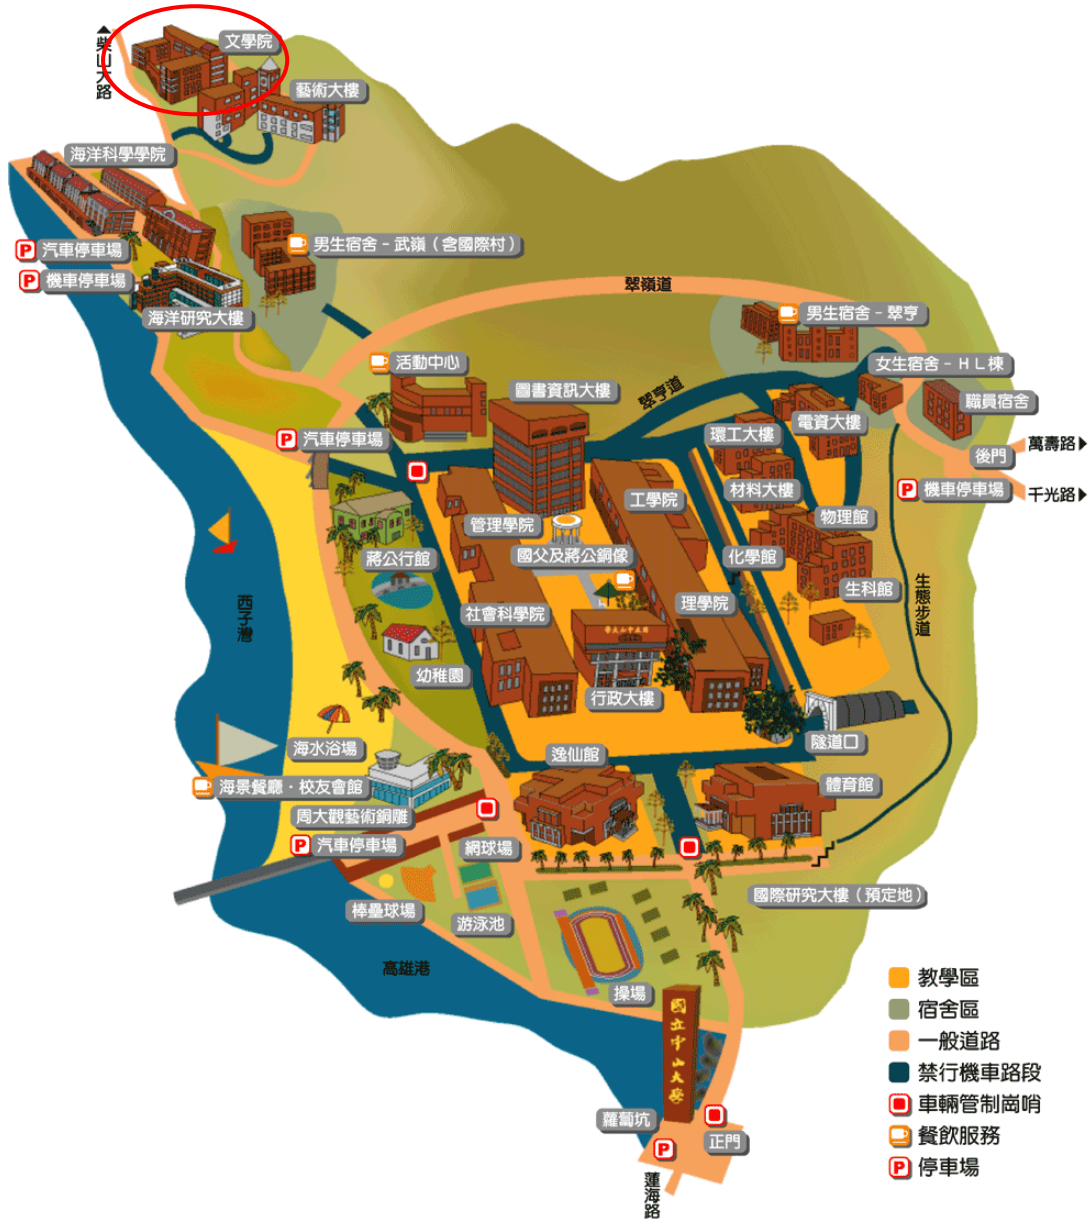 柴山大路
文學院
藝術大樓
海洋科學學院
汽車停車場
機車停車場
海洋研究大樓
男生宿舍-武嶺(含國際村)
翠嶺道
男生宿舍-翠亨
女生宿舍-HL棟
職員宿舍
萬壽路
後門
機車停車場
千光路
活動中心
圖書資訊大樓
翠亨道
汽車停車場
環工大樓
電資大樓
材料大樓
物理館
工學院
管理學院
國父及蔣公銅像
化學館
生科館
生態步道
蔣公行館
西子灣
社會科學院
理學院
幼稚園
國立中山大學
行政大樓
隧道口
海水浴場
逸仙館
體育館
海景餐廳·校友會館
周大觀藝術銅雕
汽車停車場
網球場
國際研究大樓(預定地)
棒壘球場
游泳池
高雄港
操場
國立中山大學
蘿蔔坑
正門
蓮海路
教學區
宿舍區
一般道路
禁行機車路段
車輛管制崗哨
餐飲服務
P 停車場